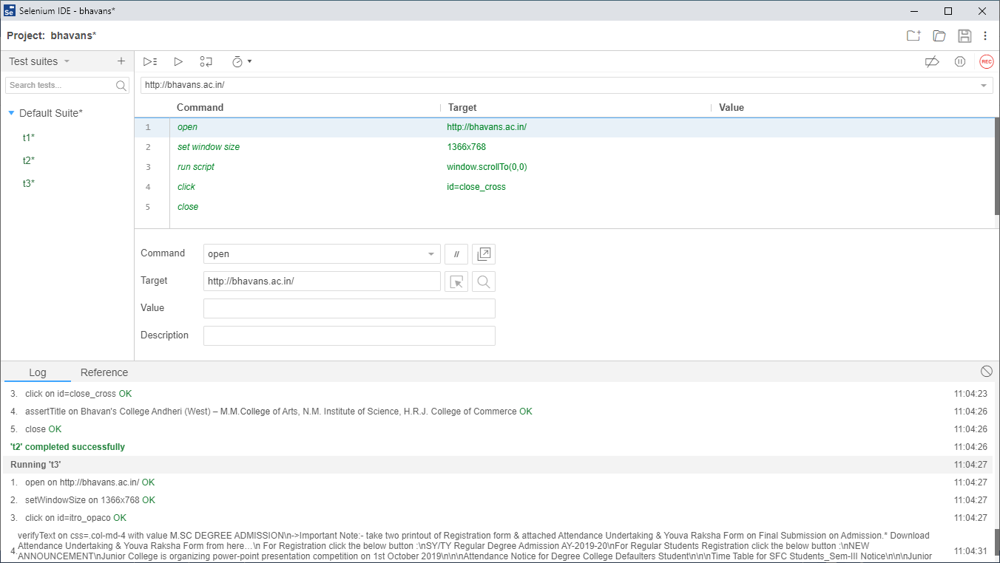 Selenium IDE - bhavans*
Project: bhavans*
Test suites
Search tests...
Default Suite*
t1*
t2*
t3*
REC
http://bhavans.ac.in/
Command Target Value
1 open http://bhavans.ac.in/
2 set window size 1366x768
3 run script window.scrollTo(0,0)
4 click id=close_cross
5 close
Command open //
Target http://bhavans.ac.in/
Value
Description
Log Reference
3. click on id=close_cross OK 11:04:23
4. assertTitle on Bhavan's College Andheri (West) – M.M.College of Arts, N.M. Institute of Science, H.R.J. College of Commerce OK 11:04:26
5. close OK 11:04:26
't2' completed successfully 11:04:26
Running 't3' 11:04:27
1. open on http://bhavans.ac.in/ OK 11:04:27
2. setWindowSize on 1366x768 OK 11:04:27
3. click on id=itro_opaco OK 11:04:27
verifyText on css=.col-md-4 with value M.SC DEGREE ADMISSION\n->Important Note:- take two printout of Registration form & attached Attendance Undertaking & Youva Raksha Form on Final Submission on Admission.* Download
Attendance Undertaking & Youva Raksha Form from here…\n For Registration click the below button :\nSY/TY Regular Degree Admission AY-2019-20\nFor Regular Students Registration click the below button :\nNEW
4. ANNOUNCEMENT\nJunior College is organizing power-point presentation competition on 1st October 2019\n\n\nAttendance Notice for Degree College Defaulters Student\n\n\nTime Table for SFC Students_Sem-III Notice\n\n\nJunior 11:04:31